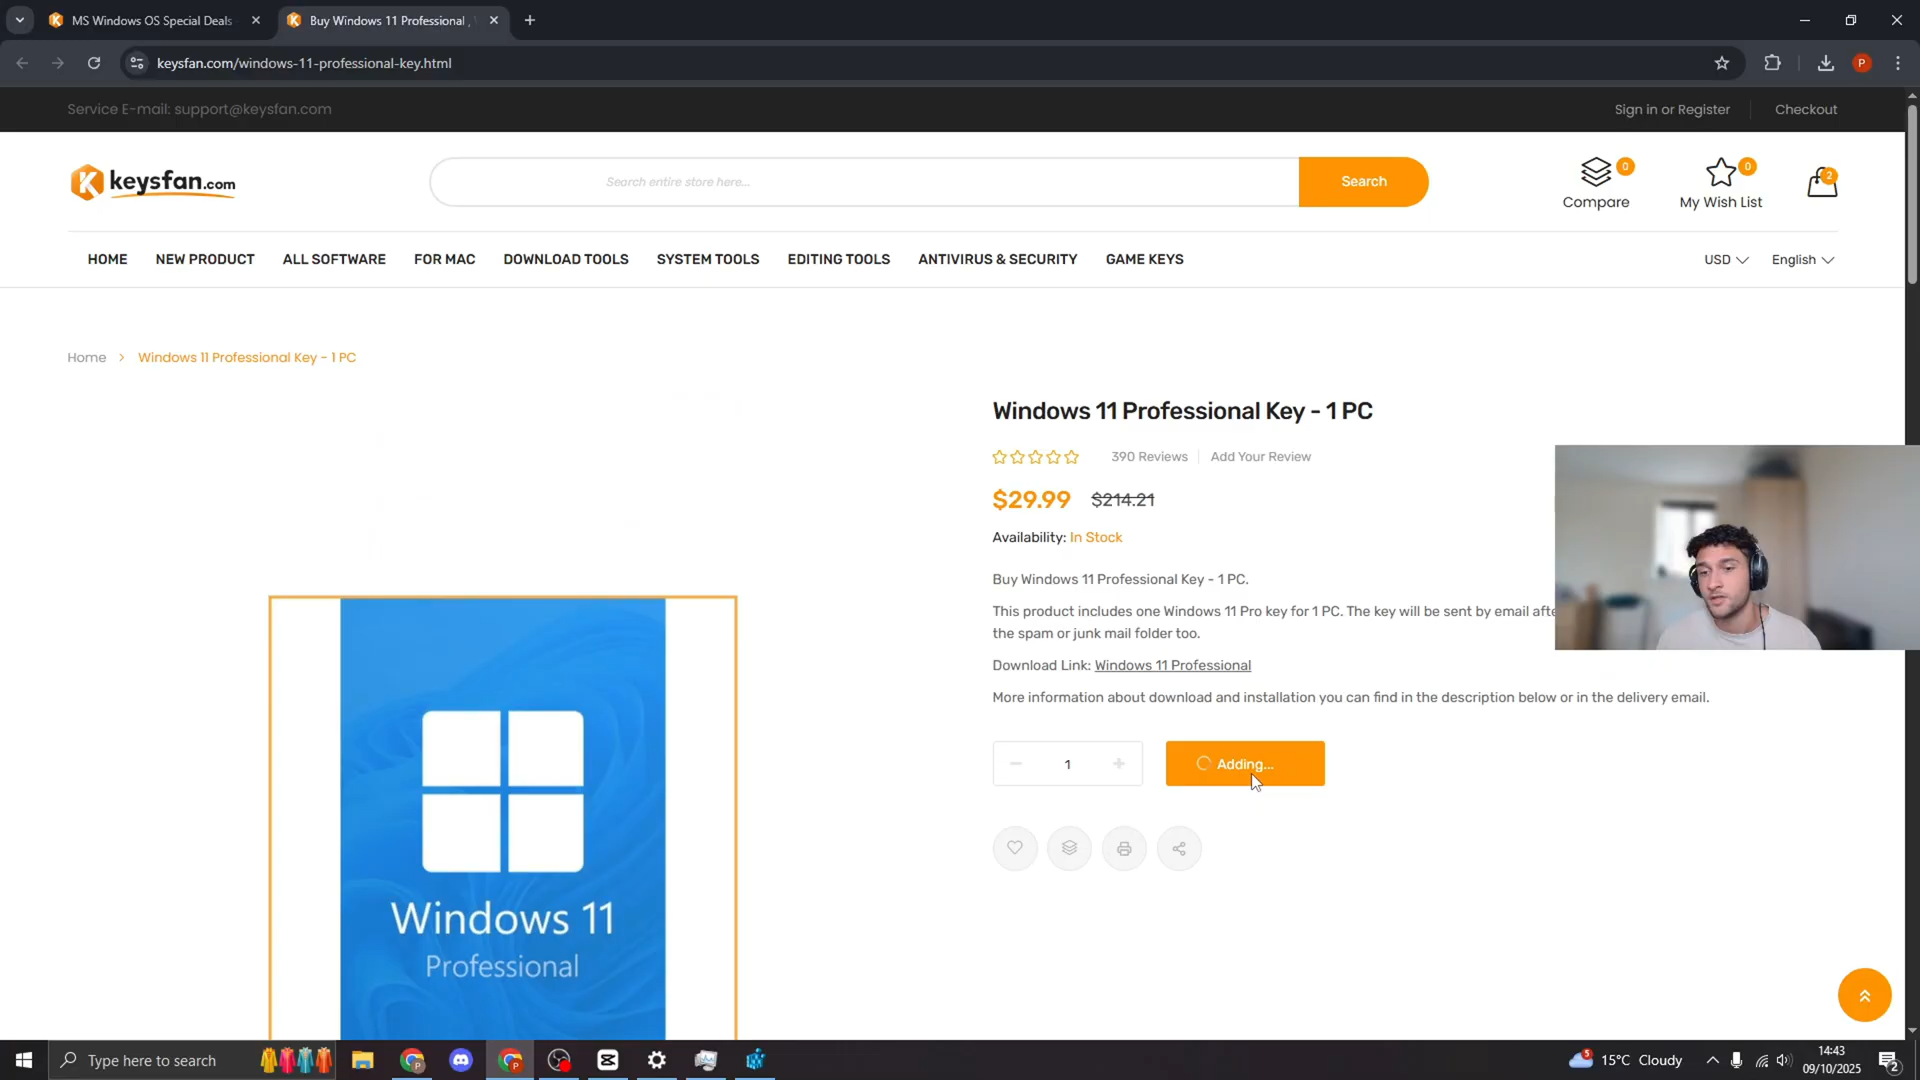 MS Windows OS Special Deals
Buy Windows 11 Professional ,
keysfan.com/windows-11-professional-key.html
P
Service E-mail: support@keysfan.com
Sign in or Register
Checkout
keysfan.com
Search entire store here...
Search
0
Compare
0
My Wish List
2
HOME
NEW PRODUCT
ALL SOFTWARE
FOR MAC
DOWNLOAD TOOLS
SYSTEM TOOLS
EDITING TOOLS
ANTIVIRUS & SECURITY
GAME KEYS
USD
English
Home
Windows 11 Professional Key - 1 PC
Windows 11 Professional Key - 1 PC
390 Reviews
Add Your Review
$29.99
$214.21
Availability: In Stock
Buy Windows 11 Professional Key - 1 PC.
This product includes one Windows 11 Pro key for 1 PC. The key will be sent by email afte
the spam or junk mail folder too.
Download Link: Windows 11 Professional
More information about download and installation you can find in the description below or in the delivery email.
1
Adding...
Windows 11
Professional
Type here to search
5
15°C Cloudy
14:43
09/10/2025
2